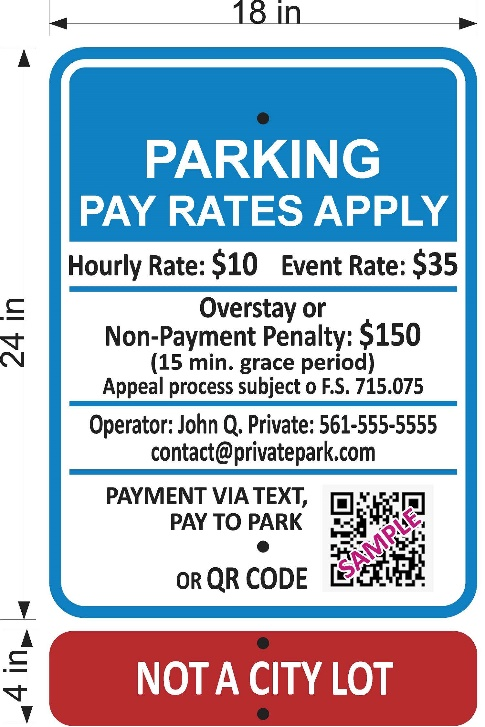 18 in
PARKING
PAY RATES APPLY
Hourly Rate: $10 Event Rate: $35
24 in
Overstay or
Non-Payment Penalty: $150
(15 min. grace period)
Appeal process subject o F.S. 715.075
Operator: John Q. Private: 561-555-5555
contact@privatepark.com
PAYMENT VIA TEXT,
PAY TO PARK
SAMPLE
OR QR CODE
4 in
NOT A CITY LOT